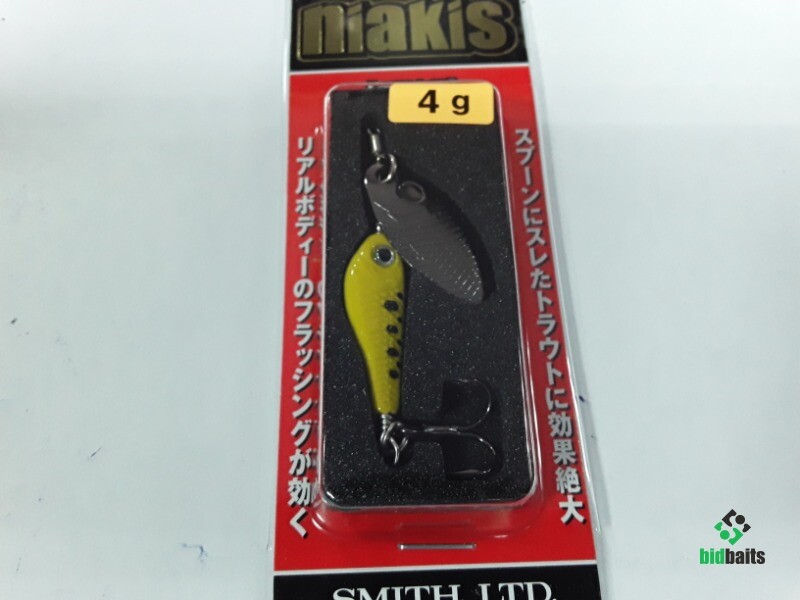 niakis
4 g
スプーンにスレたトラウトに効果絶大
リアルボディーのフラッシングが効く
SMITH LTD.
bidbaits